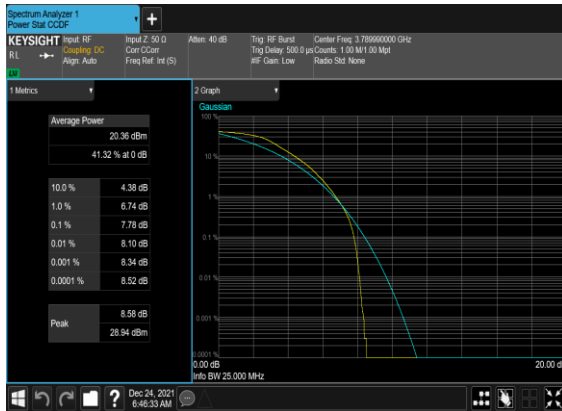 Spectrum Analyzer 1
Power Stat CCDF
KEYSIGHT
RL
Input: RF
Coupling: DC
Align: Auto
Input Z: 50 Ω
Corr CCorr
Freq Ref: Int (S)
Atten: 40 dB
Trig: RF Burst
Trig Delay: 500.0 µs
#IF Gain: Low
Center Freq: 3.789990000 GHz
Counts: 1.00 M/1.00 Mpt
Radio Std: None
1 Metrics
Average Power
20.36 dBm
41.32 % at 0 dB
10.0 % 4.38 dB
1.0 % 6.74 dB
0.1 % 7.78 dB
0.01 % 8.10 dB
0.001 % 8.34 dB
0.0001 % 8.52 dB
Peak
8.58 dB
28.94 dBm
2 Graph
Gaussian
100 %
10 %
1 %
0.1 %
0.01 %
0.001 %
0.0001 %
0.00 dB
20.00 d
Info BW 25.000 MHz
?
Dec 24, 2021
6:46:33 AM